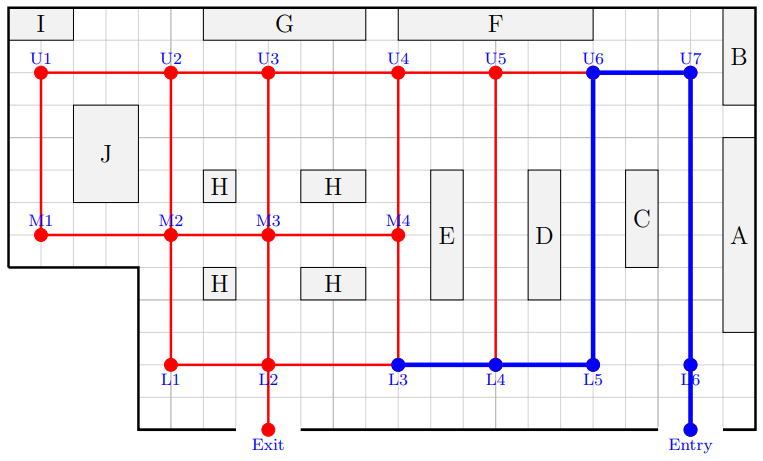 I G F
B
U1 U2 U3 U4 U5 U6 U7
J
H H
C
M1 M2 M3 M4
E D A
H H
L1 L2 L3 L4 L5 L6
Exit Entry